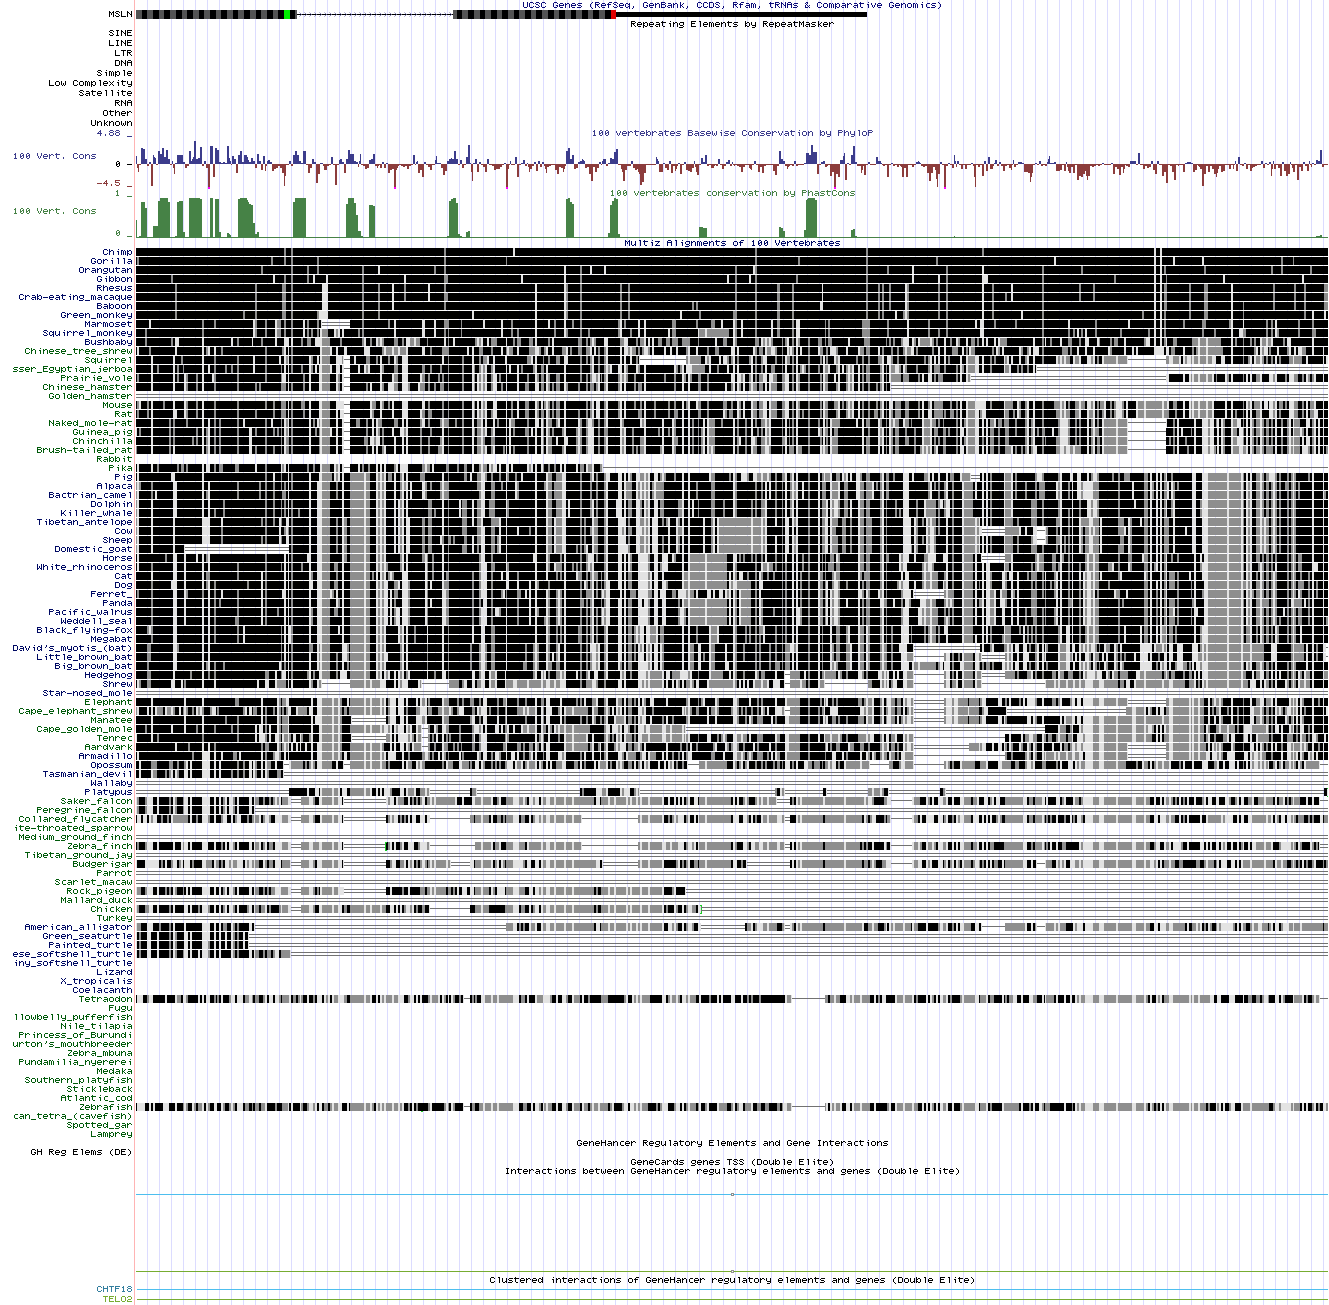 UCSC Genes (RefSeq, GenBank, CCDS, Rfam, tRNAs & Comparative Genomics)
MSLN
Repeating Elements by RepeatMasker
SINE
LINE
LTR
DNA
Simple
Low Complexity
Satellite
RNA
Other
Unknown
100 vertebrates Basewise Conservation by PhyloP
4.88 _
100 Vert. Cons
0 -
-4.5 _
100 vertebrates conservation by PhastCons
1 _
100 Vert. Cons
0 _
Multiz Alignments of 100 Vertebrates
Chimp
Gorilla
Orangutan
Gibbon
Rhesus
Crab-eating_macaque
Baboon
Green_monkey
Marmoset
Squirrel_monkey
Bushbaby
Chinese_tree_shrew
Squirrel
sser_Egyptian_jerboa
Prairie_vole
Chinese_hamster
Golden_hamster
Mouse
Rat
Naked_mole-rat
Guinea_pig
Chinchilla
Brush-tailed_rat
Rabbit
Pika
Pig
Alpaca
Bactrian_camel
Dolphin
Killer_whale
Tibetan_antelope
Cow
Sheep
Domestic_goat
Horse
White_rhinoceros
Cat
Dog
Ferret_
Panda
Pacific_walrus
Weddell_seal
Black_flying-fox
Megabat
David's_myotis_(bat)
Little_brown_bat
Big_brown_bat
Hedgehog
Shrew
Star-nosed_mole
Elephant
Cape_elephant_shrew
Manatee
Cape_golden_mole
Tenrec
Aardvark
Armadillo
Opossum
Tasmanian_devil
Wallaby
Platypus
Saker_falcon
Peregrine_falcon
Collared_flycatcher
ite-throated_sparrow
Medium_ground_finch
Zebra_finch
Tibetan_ground_jay
Budgerigar
Parrot
Scarlet_macaw
Rock_pigeon
Mallard_duck
Chicken
Turkey
American_alligator
Green_seaturtle
Painted_turtle
ese_softshell_turtle
iny_softshell_turtle
Lizard
X_tropicalis
Coelacanth
Tetraodon
Fugu
llowbelly_pufferfish
Nile_tilapia
Princess_of_Burundi
urton's_mouthbreeder
Zebra_mbuna
Pundamilia_nyererei
Medaka
Southern_platyfish
Stickleback
Atlantic_cod
Zebrafish
can_tetra_(cavefish)
Spotted_gar
Lamprey
GeneHancer Regulatory Elements and Gene Interactions
GH Reg Elems (DE)
GeneCards genes TSS (Double Elite)
Interactions between GeneHancer regulatory elements and genes (Double Elite)
Clustered interactions of GeneHancer regulatory elements and genes (Double Elite)
CHTF18
TELO2